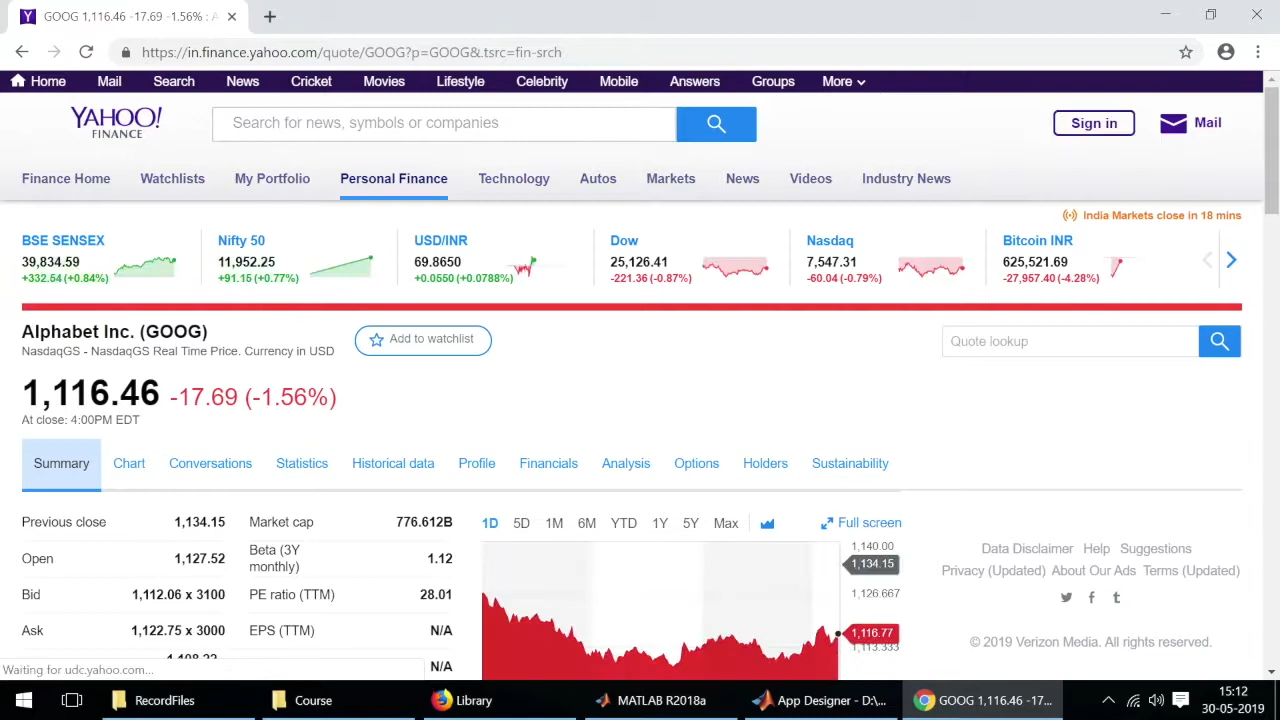 GOOG 1,116.46 -17.69 -1.56% : A
https://in.finance.yahoo.com/quote/GOOG?p=GOOG&.tsrc=fin-srch
Home Mail Search News Cricket Movies Lifestyle Celebrity Mobile Answers Groups More
YAHOO!
FINANCE
Search for news, symbols or companies
Sign in
Mail
Finance Home Watchlists My Portfolio Personal Finance Technology Autos Markets News Videos Industry News
India Markets close in 18 mins
BSE SENSEX Nifty 50 USD/INR Dow Nasdaq Bitcoin INR
39,834.59 11,952.25 69.8650 25,126.41 7,547.31 625,521.69
+332.54 (+0.84%) +91.15 (+0.77%) +0.0550 (+0.0788%) -221.36 (-0.87%) -60.04 (-0.79%) -27,957.40 (-4.28%)
Alphabet Inc. (GOOG)
Add to watchlist
Quote lookup
NasdaqGS - NasdaqGS Real Time Price. Currency in USD
1,116.46 -17.69 (-1.56%)
At close: 4:00PM EDT
Summary Chart Conversations Statistics Historical data Profile Financials Analysis Options Holders Sustainability
Previous close 1,134.15 Market cap 776.612B
Open 1,127.52 Beta (3Y monthly) 1.12
Bid 1,112.06 x 3100 PE ratio (TTM) 28.01
Ask 1,122.75 x 3000 EPS (TTM) N/A
N/A
1D 5D 1M 6M YTD 1Y 5Y Max Full screen
1,140.00
1,134.15
1,126.667
1,116.77
1,113.333
Data Disclaimer Help Suggestions
Privacy (Updated) About Our Ads Terms (Updated)
© 2019 Verizon Media. All rights reserved.
Waiting for udc.yahoo.com...
RecordFiles Course Library MATLAB R2018a App Designer - D:\... GOOG 1,116.46 -17...
15:12
30-05-2019